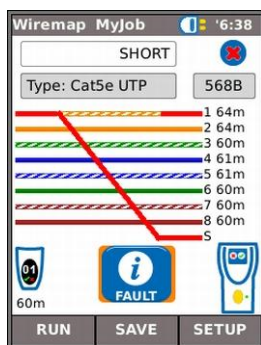 Wiremap MyJob '6:38
SHORT
Type: Cat5e UTP 568B
1 64m
2 64m
3 60m
4 61m
5 61m
6 60m
7 60m
8 60m
S
01
60m
i
FAULT
RUN SAVE SETUP